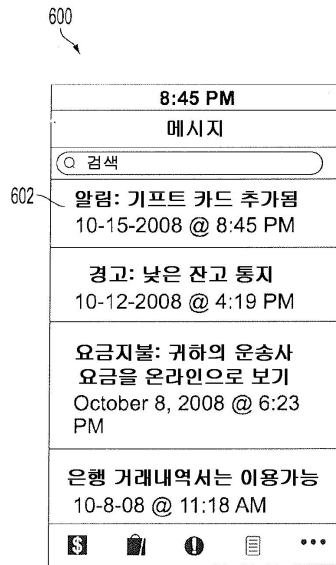 600
8:45 PM
메시지
검색
602
알림: 기프트 카드 추가됨
10-15-2008 @ 8:45 PM
경고: 낮은 잔고 통지
10-12-2008 @ 4:19 PM
요금지불: 귀하의 운송사
요금을 온라인으로 보기
October 8, 2008 @ 6:23
PM
은행 거래내역서는 이용가능
10-8-08 @ 11:18 AM
$